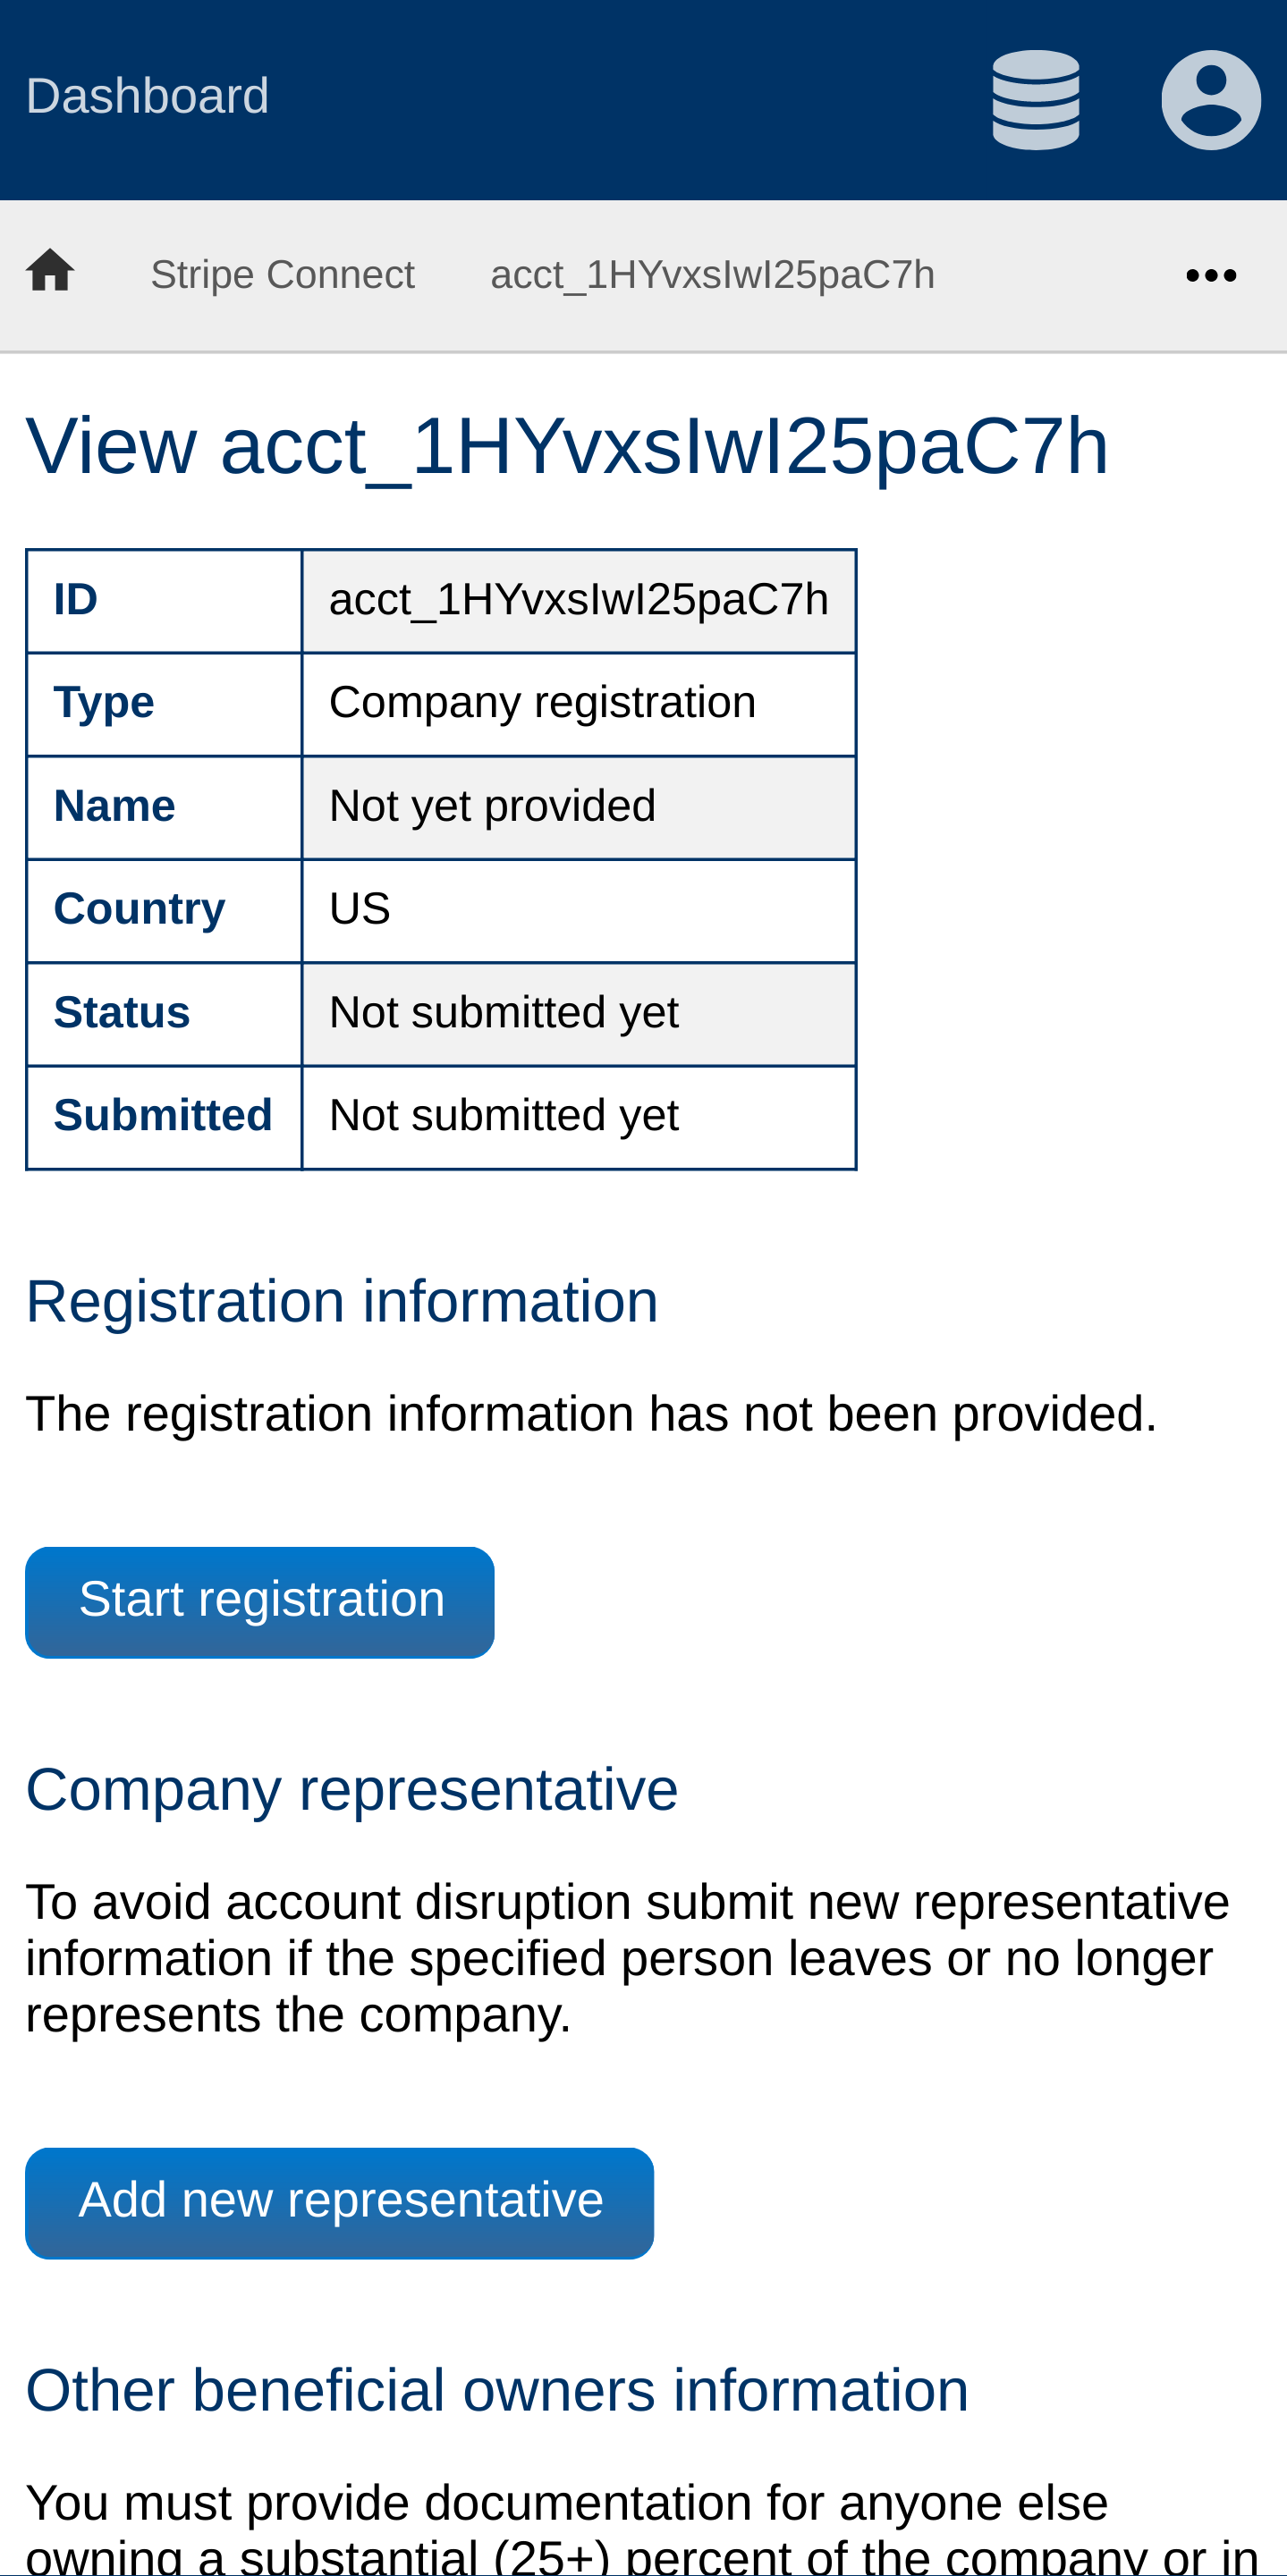 Dashboard
Stripe Connect acct_1HYvxsIwI25paC7h
View acct_1HYvxsIwI25paC7h
ID acct_1HYvxsIwI25paC7h
Type Company registration
Name Not yet provided
Country US
Status Not submitted yet
Submitted Not submitted yet
Registration information
The registration information has not been provided.
Start registration
Company representative
To avoid account disruption submit new representative
information if the specified person leaves or no longer
represents the company.
Add new representative
Other beneficial owners information
You must provide documentation for anyone else
owning a substantial (25+) percent of the company or in